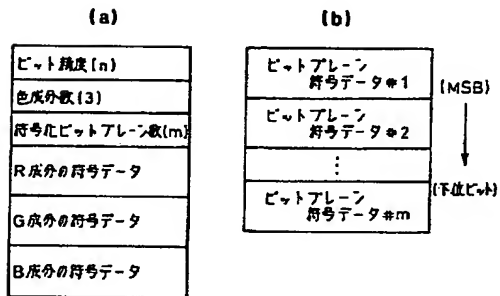 (a)
ビット精度(n)
色成分数(3)
符号化ビットプレーン数(m)
R成分の符号データ
G成分の符号データ
B成分の符号データ
(b)
ビットプレーン
符号データ#1
ビットプレーン
符号データ#2
⋮
ビットプレーン
符号データ#m
(MSB)
(下位ビット)